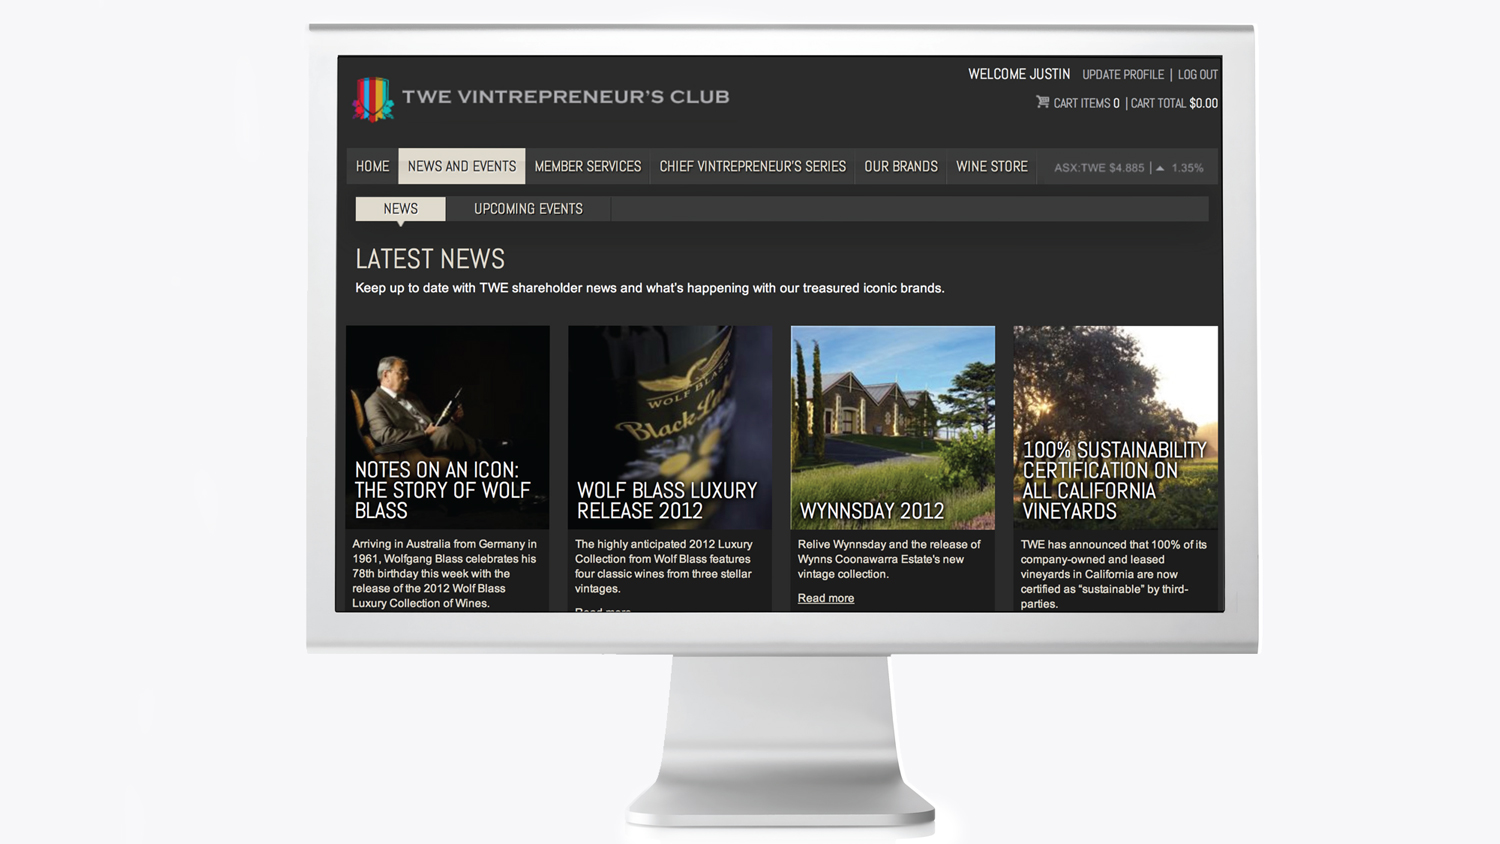 WELCOME JUSTIN UPDATE PROFILE | LOG OUT
TWE VINTREPRENEUR'S CLUB
CART ITEMS 0 | CART TOTAL $0.00
HOME NEWS AND EVENTS MEMBER SERVICES CHIEF VINTREPRENEUR'S SERIES OUR BRANDS WINE STORE ASX:TWE $4.885 | ▲ 1.35%
NEWS UPCOMING EVENTS
LATEST NEWS
Keep up to date with TWE shareholder news and what's happening with our treasured iconic brands.
NOTES ON AN ICON:
THE STORY OF WOLF
BLASS
Arriving in Australia from Germany in
1961, Wolfgang Blass celebrates his
78th birthday this week with the
release of the 2012 Wolf Blass
Luxury Collection of Wines.
WOLF BLASS
Black
WOLF BLASS LUXURY
RELEASE 2012
The highly anticipated 2012 Luxury
Collection from Wolf Blass features
four classic wines from three stellar
vintages.
Read more
WYNNSDAY 2012
Relive Wynnsday and the release of
Wynns Coonawarra Estate's new
vintage collection.
Read more
100% SUSTAINABILITY
CERTIFICATION ON
ALL CALIFORNIA
VINEYARDS
TWE has announced that 100% of its
company-owned and leased
vineyards in California are now
certified as "sustainable" by third-
parties.